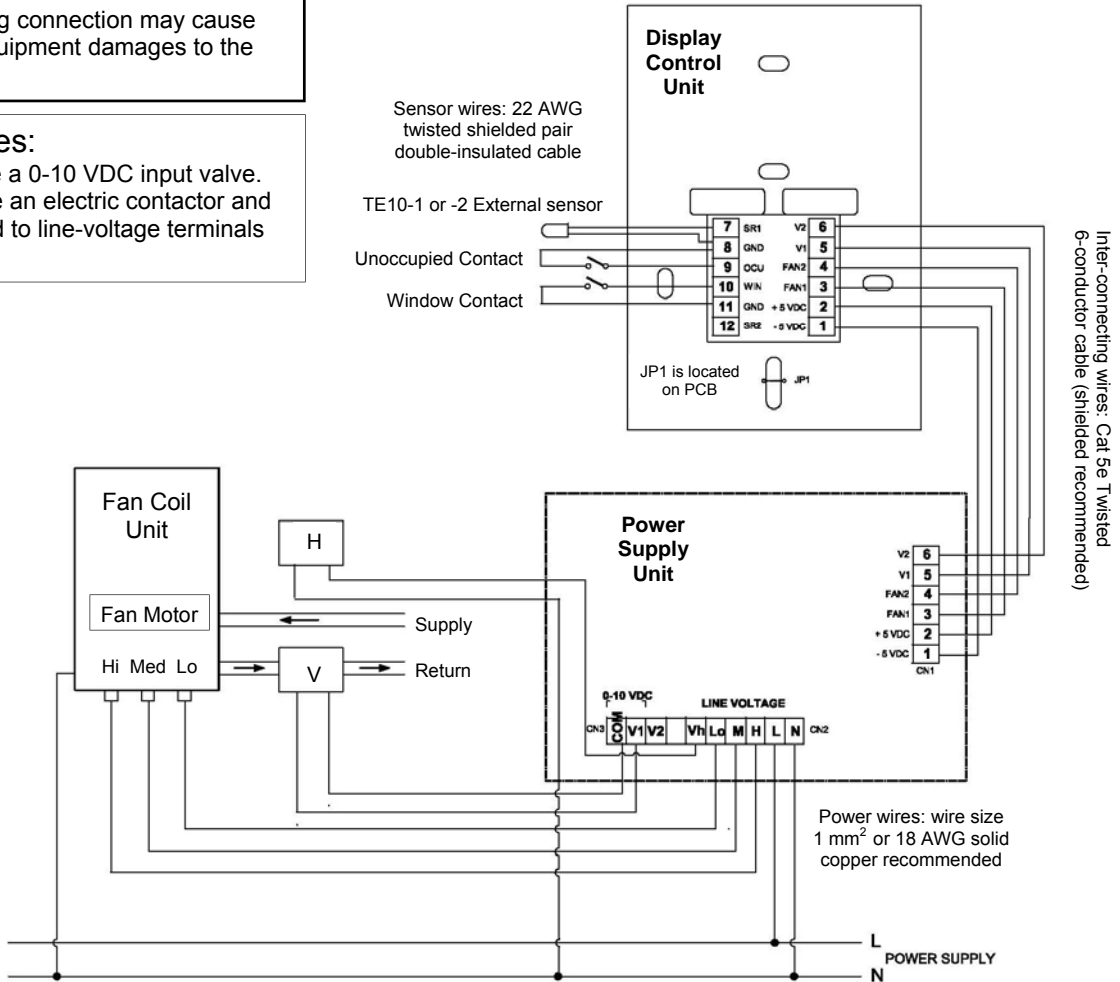 g connection may cause
uipment damages to the
es:
e a 0-10 VDC input valve.
e an electric contactor and
d to line-voltage terminals
Display
Control
Unit
Sensor wires: 22 AWG
twisted shielded pair
double-insulated cable
TE10-1 or -2 External sensor
Unoccupied Contact
Window Contact
7 SR1 V2 6
8 GND V1 5
9 OCU FAN2 4
10 WIN FAN1 3
11 GND + 5 VDC 2
12 SR2 - 5 VDC 1
JP1 is located
on PCB
JP1
Inter-connecting wires: Cat 5e Twisted
6-conductor cable (shielded recommended)
Fan Coil
Unit
Fan Motor
Hi Med Lo
H
V
Supply
Return
Power
Supply
Unit
V2 6
V1 5
FAN2 4
FAN1 3
+ 5 VDC 2
- 5 VDC 1
CN1
0-10 VDC LINE VOLTAGE
CN3 COM V1 V2 Vh Lo M H L N CN2
Power wires: wire size
1 mm2 or 18 AWG solid
copper recommended
L
POWER SUPPLY
N